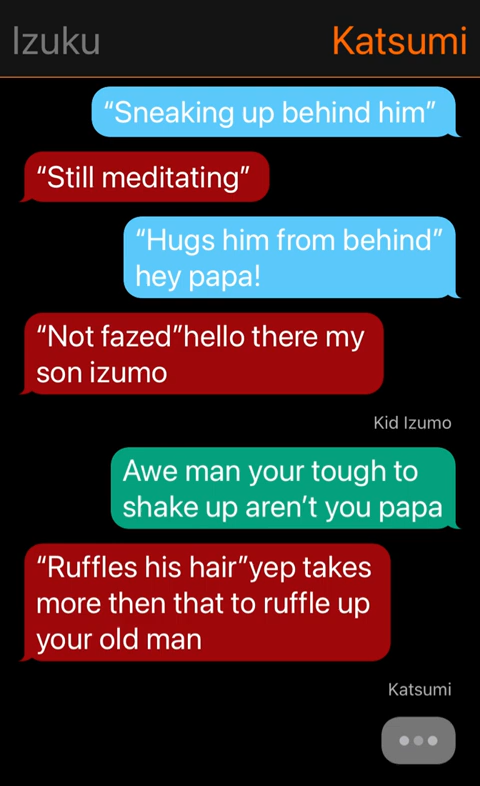 Izuku
Katsumi
“Sneaking up behind him”
“Still meditating”
“Hugs him from behind”
hey papa!
“Not fazed”hello there my
son izumo
Kid Izumo
Awe man your tough to
shake up aren’t you papa
“Ruffles his hair”yep takes
more then that to ruffle up
your old man
Katsumi